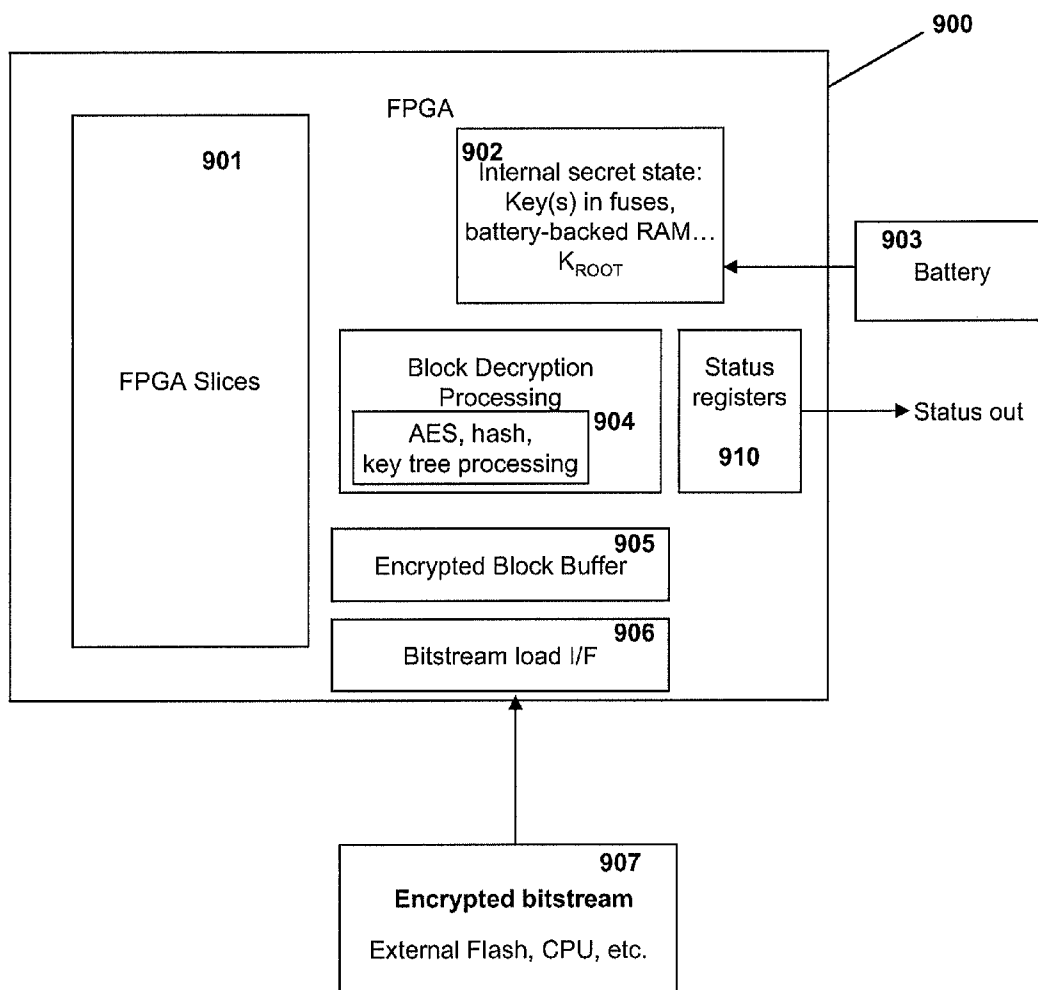 900
FPGA
901
FPGA Slices
902
Internal secret state:
Key(s) in fuses,
battery-backed RAM...
KROOT
903
Battery
Block Decryption
Processing
904
AES, hash,
key tree processing
Status
registers
910
Status out
905
Encrypted Block Buffer
906
Bitstream load I/F
907
Encrypted bitstream
External Flash, CPU, etc.